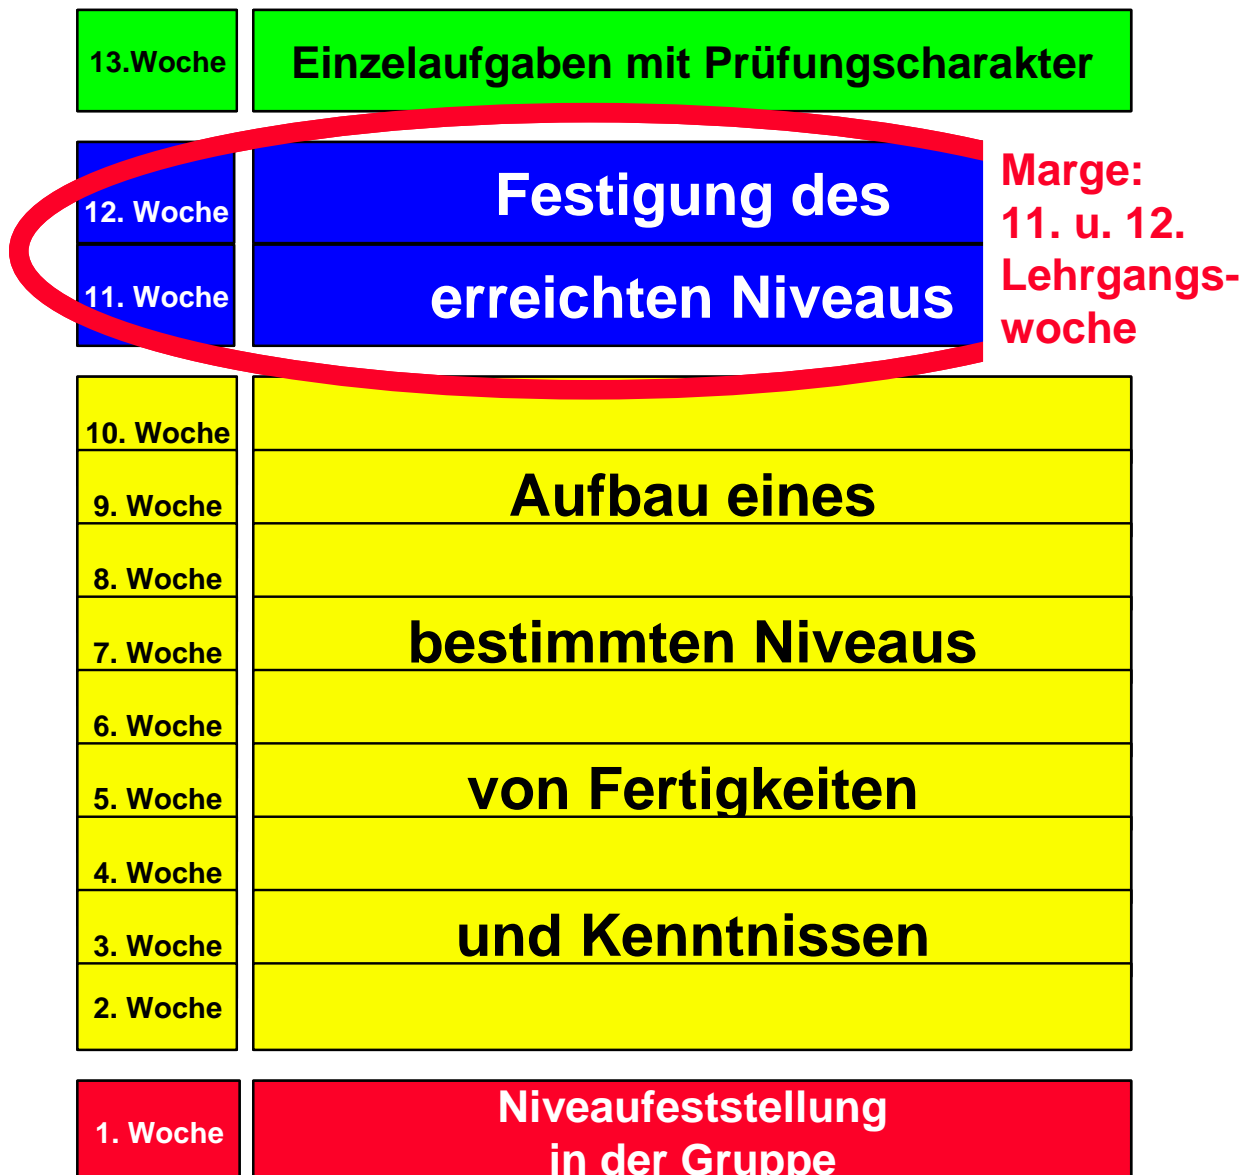 13.Woche
Einzelaufgaben mit Prüfungscharakter
12. Woche
Festigung des
11. Woche
erreichten Niveaus
Marge:
11. u. 12.
Lehrgangs-
woche
10. Woche
9. Woche
Aufbau eines
8. Woche
7. Woche
bestimmten Niveaus
6. Woche
5. Woche
von Fertigkeiten
4. Woche
3. Woche
und Kenntnissen
2. Woche
1. Woche
Niveaufeststellung
in der Gruppe